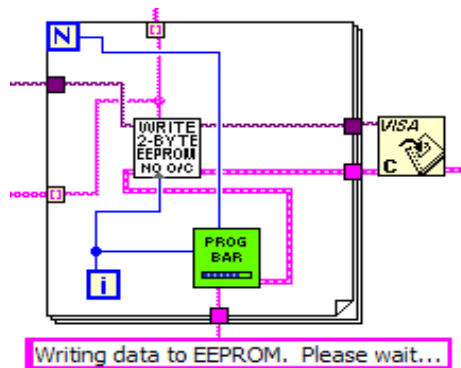 N
[ ]
WRITE
2-BYTE
EEPROM
NO O/C
VISA
C
[ ]
PROG
BAR
i
Writing data to EEPROM. Please wait...